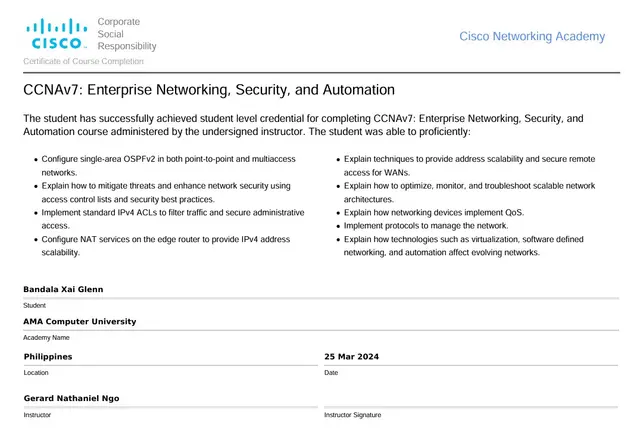 CISCO
Corporate
Social
Responsibility
Cisco Networking Academy
Certificate of Course Completion
CCNAv7: Enterprise Networking, Security, and Automation
The student has successfully achieved student level credential for completing CCNAv7: Enterprise Networking, Security, and
Automation course administered by the undersigned instructor. The student was able to proficiently:
• Configure single-area OSPFv2 in both point-to-point and multiaccess
networks.
• Explain how to mitigate threats and enhance network security using
access control lists and security best practices.
• Implement standard IPv4 ACLs to filter traffic and secure administrative
access.
• Configure NAT services on the edge router to provide IPv4 address
scalability.
• Explain techniques to provide address scalability and secure remote
access for WANs.
• Explain how to optimize, monitor, and troubleshoot scalable network
architectures.
• Explain how networking devices implement QoS.
• Implement protocols to manage the network.
• Explain how technologies such as virtualization, software defined
networking, and automation affect evolving networks.
Bandala Xai Glenn
Student
AMA Computer University
Academy Name
Philippines
Location
25 Mar 2024
Date
Gerard Nathaniel Ngo
Instructor
Instructor Signature